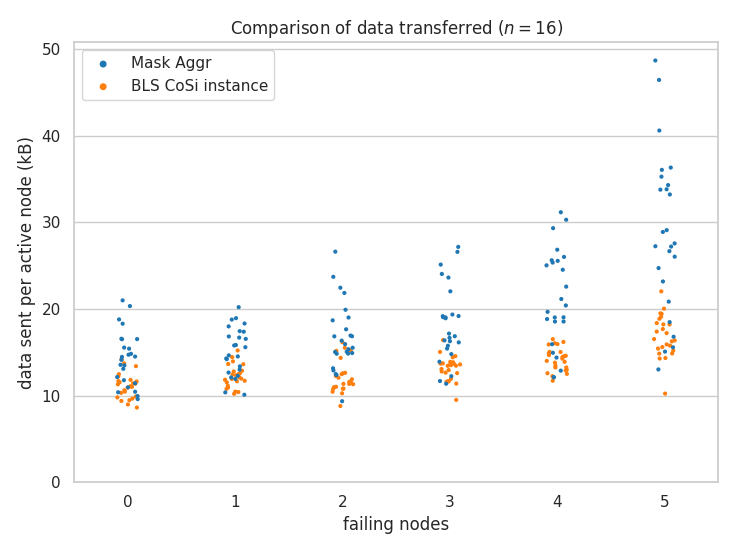 Comparison of data transferred (n = 16)
Mask Aggr
BLS CoSi instance
data sent per active node (kB)
50
40
30
20
10
0
0 1 2 3 4 5
failing nodes